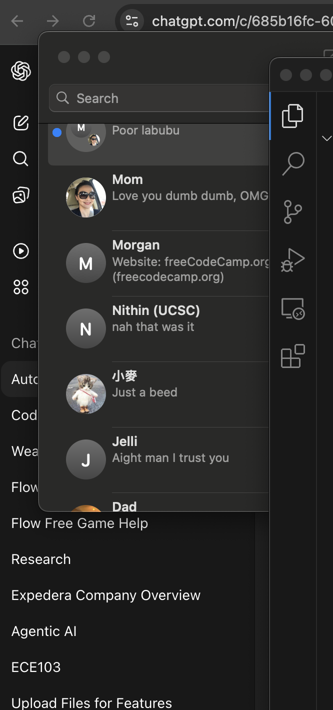 chatgpt.com/c/685b16fc-60
Search
M
Poor labubu
Mom
Love you dumb dumb, OMG
M
Morgan
Website: freeCodeCamp.org
(freecodecamp.org)
N
Nithin (UCSC)
nah that was it
小麥
Just a beed
J
Jelli
Aight man I trust you
Dad
Chat
Auto
Cod
Wea
Flow
Flow Free Game Help
Research
Expedera Company Overview
Agentic AI
ECE103
Upload Files for Features